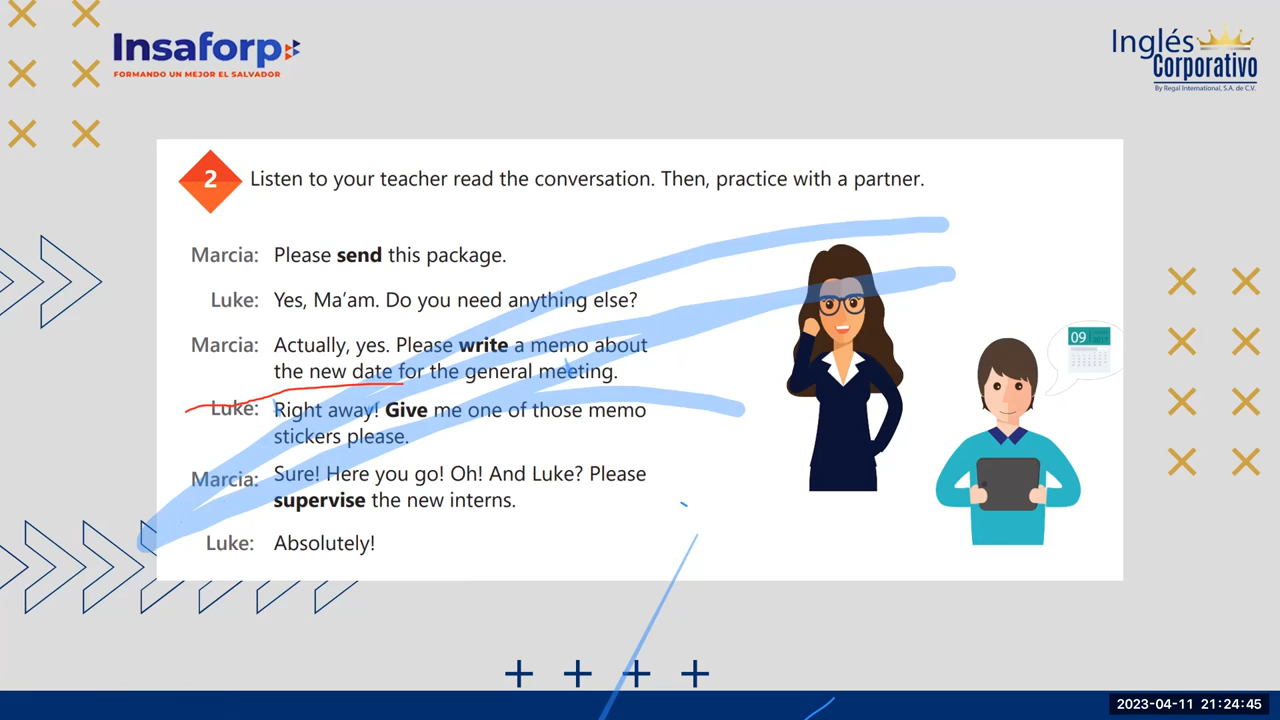 Insaforp
FORMANDO UN MEJOR EL SALVADOR
Inglés
Corporativo
By Regal International, S.A. de C.V.
2 Listen to your teacher read the conversation. Then, practice with a partner.
Marcia: Please send this package.
Luke: Yes, Ma'am. Do you need anything else?
Marcia: Actually, yes. Please write a memo about
the new date for the general meeting.
Luke: Right away! Give me one of those memo
stickers please.
Marcia: Sure! Here you go! Oh! And Luke? Please
supervise the new interns.
Luke: Absolutely!
09
2023-04-11 21:24:45